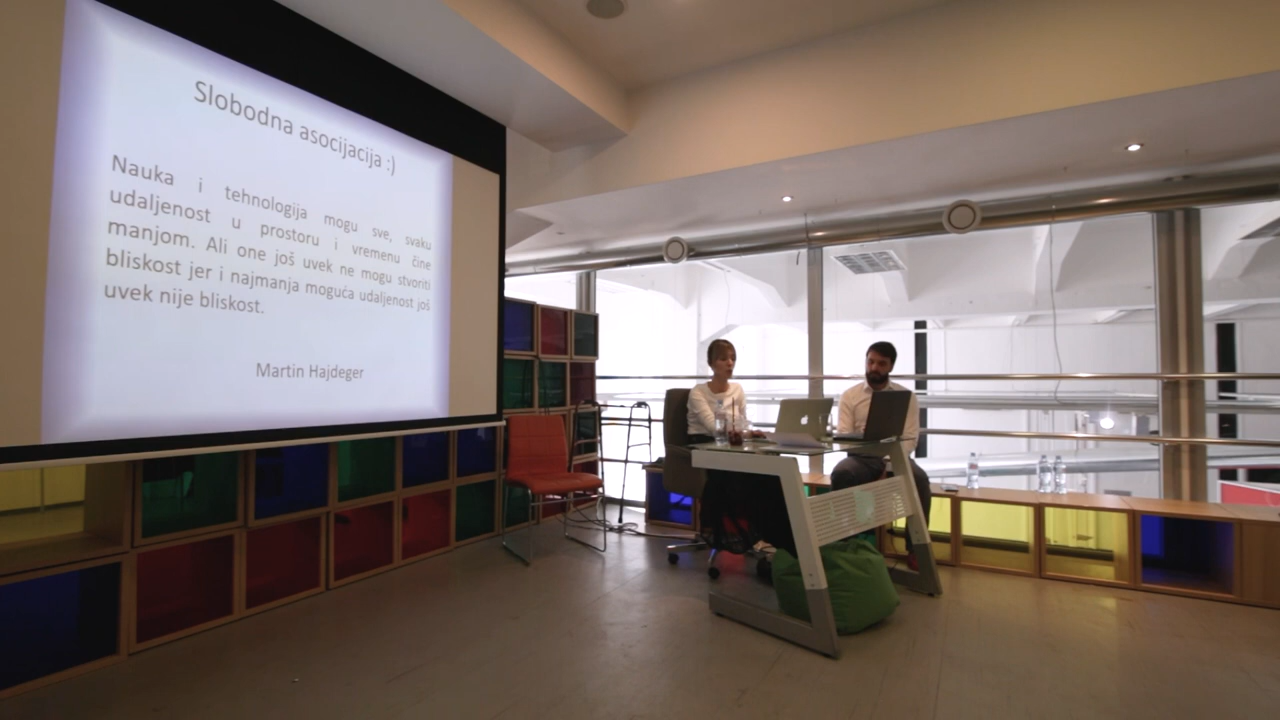 Slobodna asocijacija :)
Nauka i tehnologija mogu sve, svaku
udaljenost u prostoru i vremenu čine
manjom. Ali one još uvek ne mogu stvoriti
bliskost jer i najmanja moguća udaljenost još
uvek nije bliskost.
Martin Hajdeger